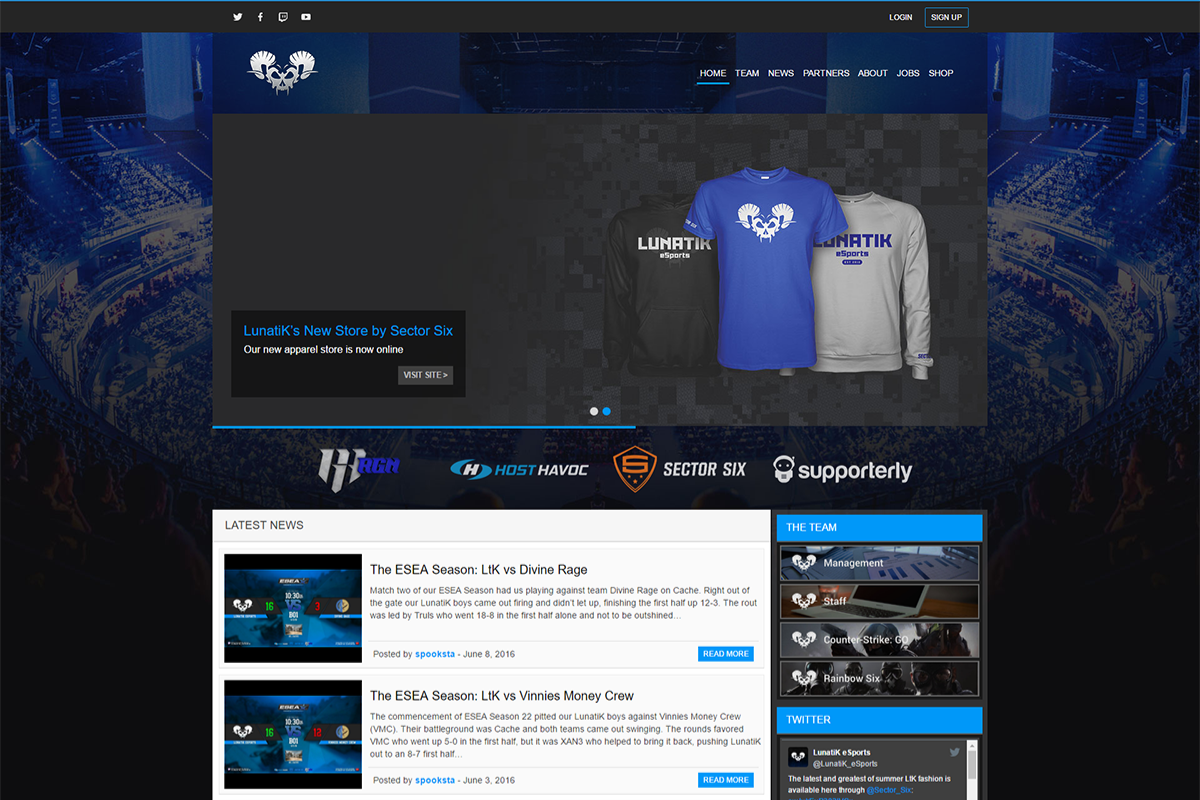 LOGIN
SIGN UP
HOME
TEAM
NEWS
PARTNERS
ABOUT
JOBS
SHOP
LUNATIK
eSports
LUNATIK
eSports
LunatiK's New Store by Sector Six
Our new apparel store is now online
VISIT SITE >
RGN
HOST HAVOC
SECTOR SIX
supporterly
LATEST NEWS
The ESEA Season: LtK vs Divine Rage
Match two of our ESEA Season had us playing against team Divine Rage on Cache. Right out of
the gate our LunatiK boys came out firing and didn't let up, finishing the first half up 12-3. The rout
was led by Truls who went 18-8 in the first half alone and not to be outshined…
Posted by spooksta - June 8, 2016
READ MORE
ESEA
10:30
16
VS
3
BO1
The ESEA Season: LtK vs Vinnies Money Crew
The commencement of ESEA Season 22 pitted our LunatiK boys against Vinnies Money Crew
(VMC). Their battleground was Cache and both teams came out swinging. The rounds favored
VMC who went up 5-0 in the first half, but it was XAN3 who helped to bring it back, pushing LunatiK
out to an 8-7 first half…
Posted by spooksta - June 3, 2016
READ MORE
ESEA
10:30
16
VS
BO1
THE TEAM
Management
Staff
Counter-Strike: GO
Rainbow Six
TWITTER
LunatiK eSports
@LunatiK_eSports
The latest and greatest of summer LtK fashion is
available here through @Sector_Six: